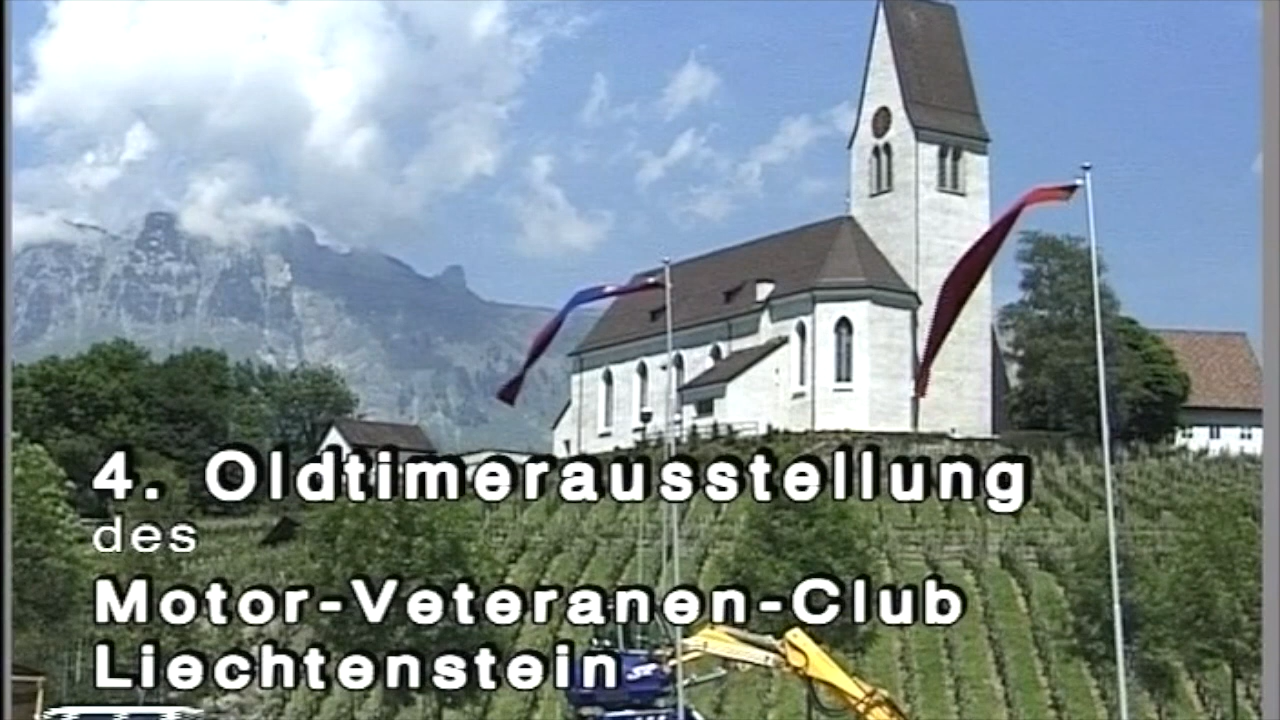 4. Oldtimerausstellung
des
Motor-Veteranen-Club
Liechtenstein